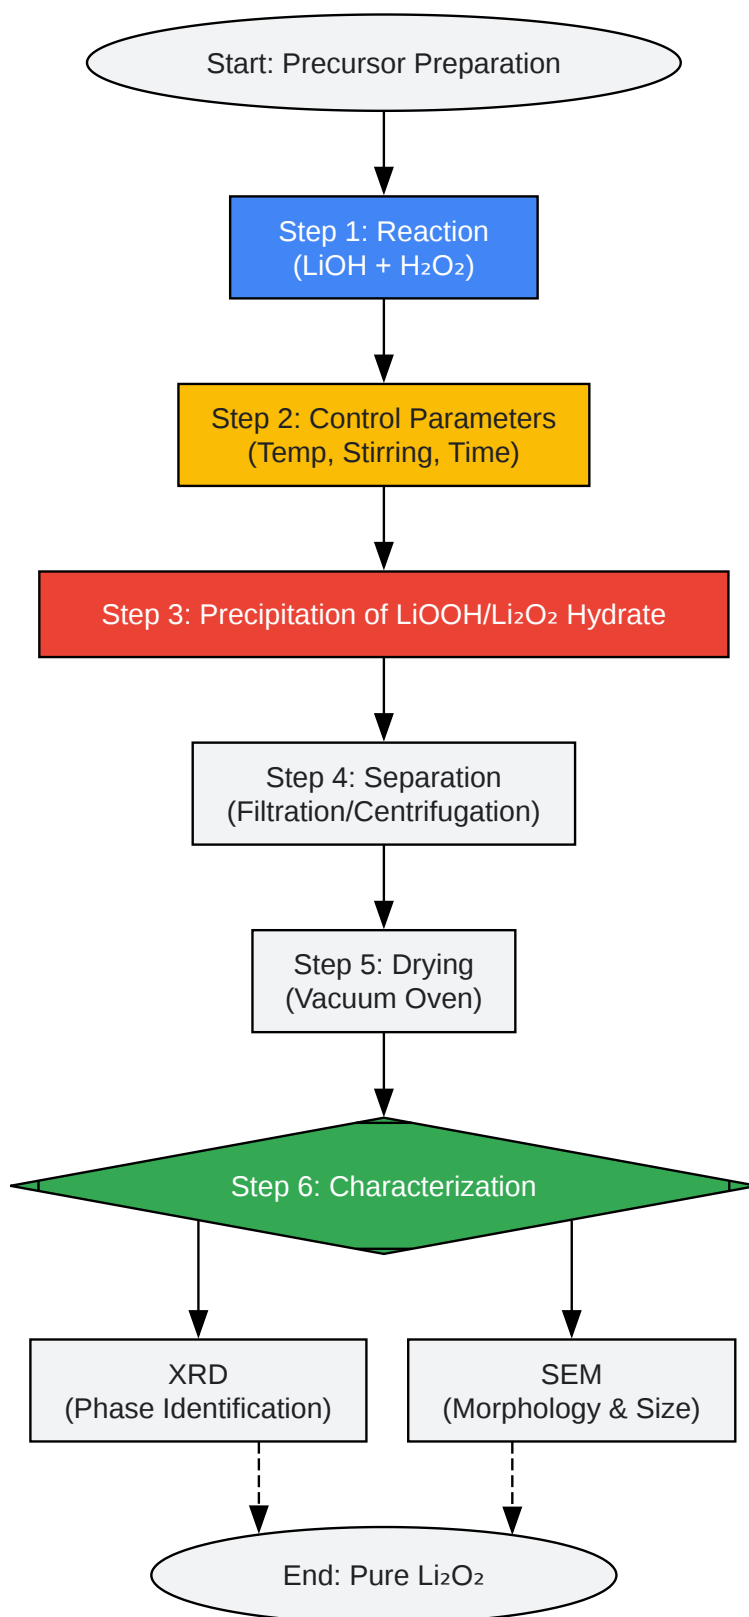 Start: Precursor Preparation
Step 1: Reaction
(LiOH + H₂O₂)
Step 2: Control Parameters
(Temp, Stirring, Time)
Step 3: Precipitation of LiOOH/Li₂O₂ Hydrate
Step 4: Separation
(Filtration/Centrifugation)
Step 5: Drying
(Vacuum Oven)
Step 6: Characterization
XRD
(Phase Identification)
SEM
(Morphology & Size)
End: Pure Li₂O₂